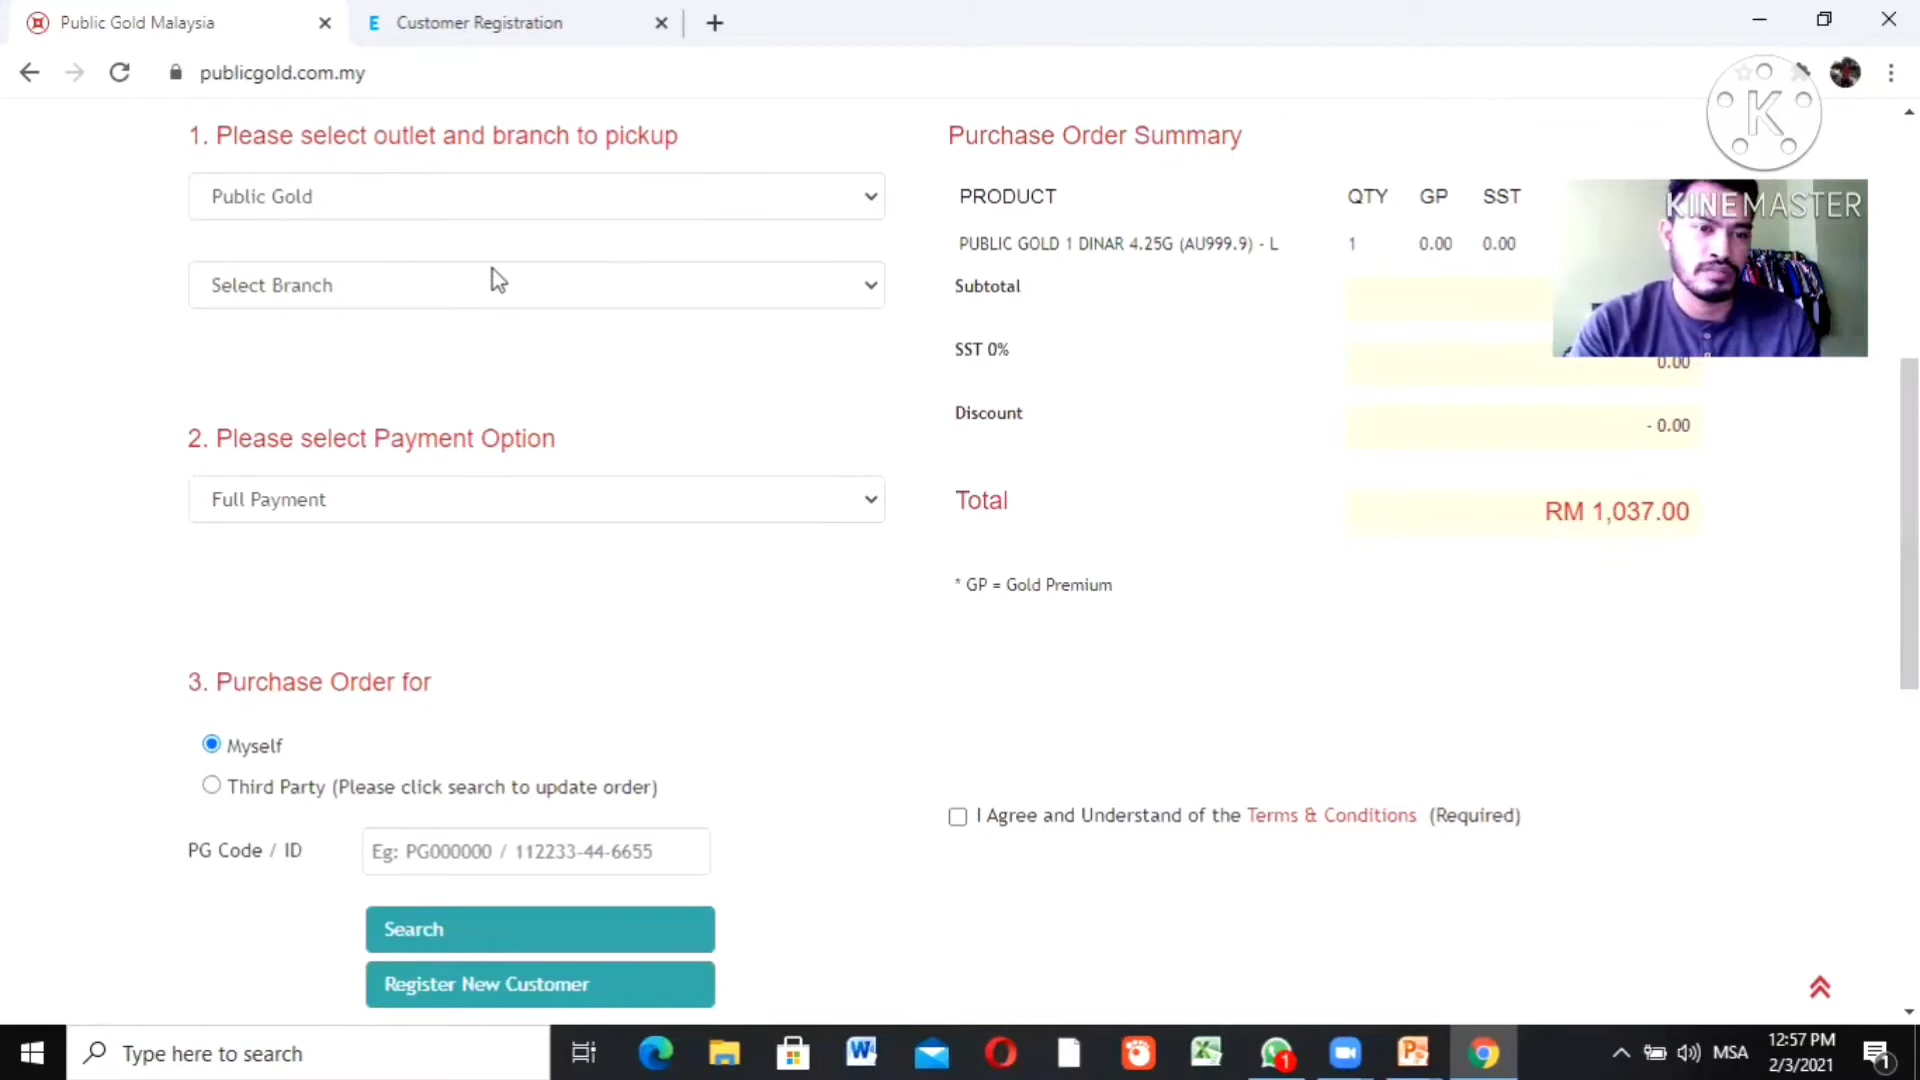 Public Gold Malaysia
E Customer Registration
publicgold.com.my
K
KINEMASTER
1. Please select outlet and branch to pickup
Public Gold
Select Branch
2. Please select Payment Option
Full Payment
3. Purchase Order for
Myself
Third Party (Please click search to update order)
PG Code / ID
Eg: PG000000 / 112233-44-6655
Search
Register New Customer
Purchase Order Summary
PRODUCT QTY GP SST
PUBLIC GOLD 1 DINAR 4.25G (AU999.9) - L 1 0.00 0.00
Subtotal
SST 0% 0.00
Discount - 0.00
Total RM 1,037.00
* GP = Gold Premium
I Agree and Understand of the Terms & Conditions (Required)
Type here to search
1
MSA
12:57 PM
2/3/2021
1